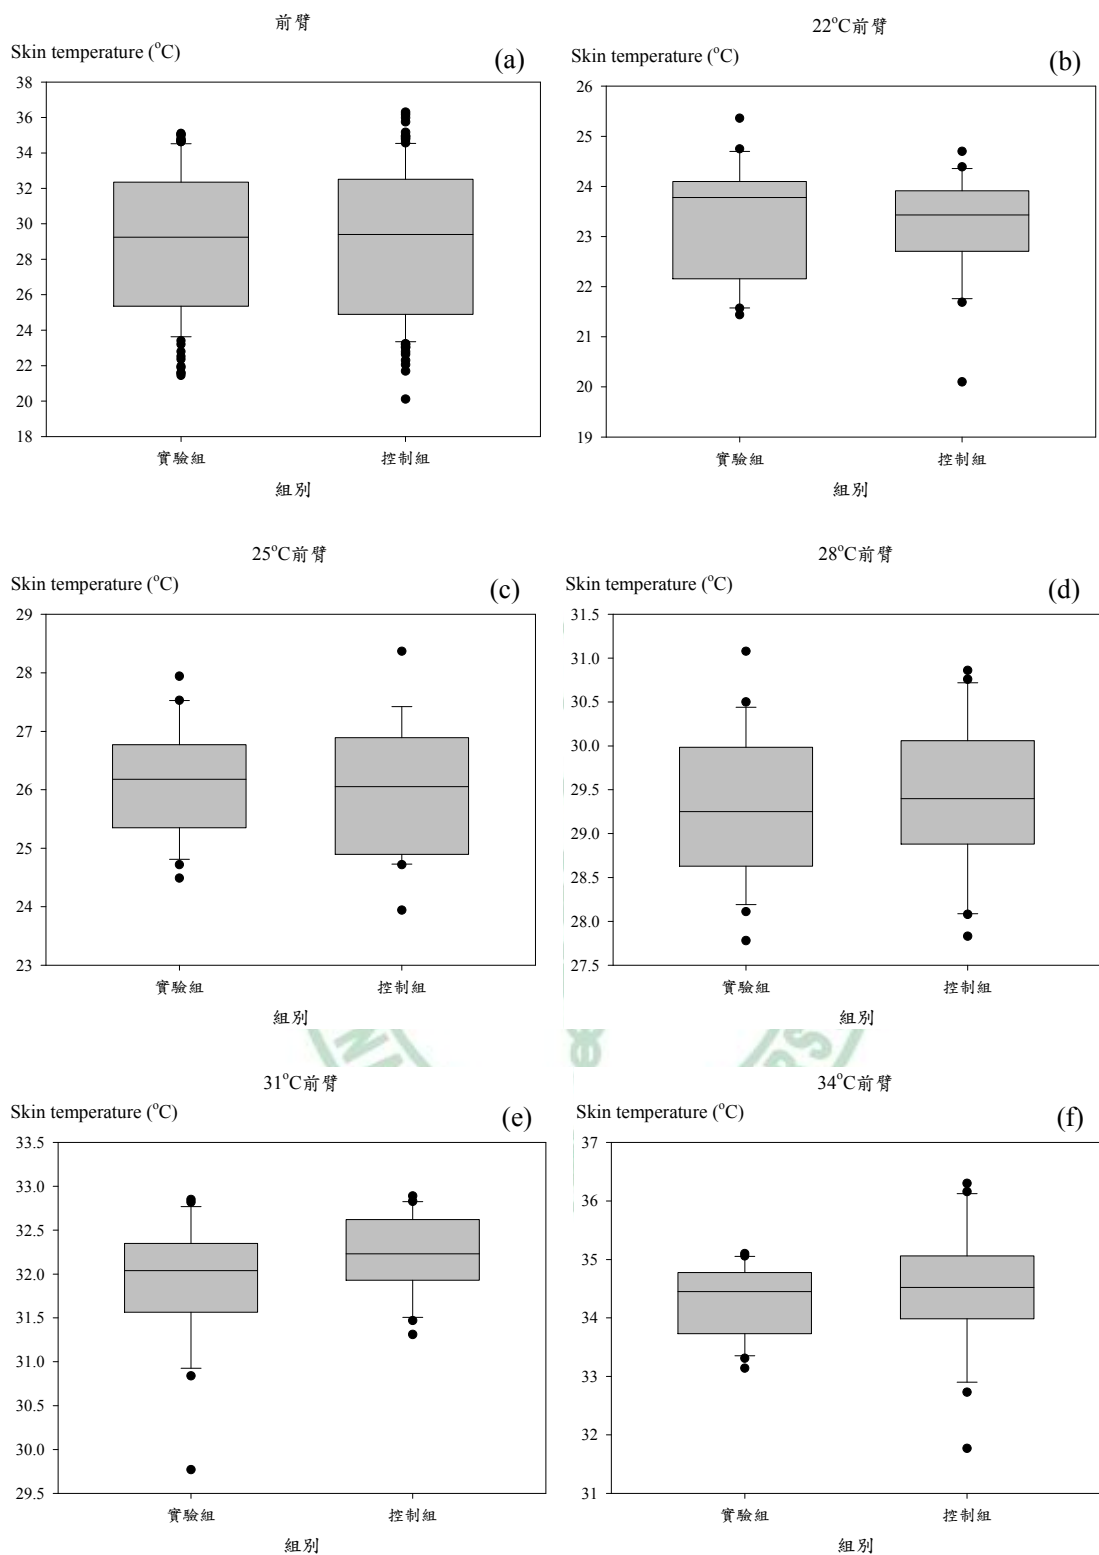 前臂
Skin temperature (°C)
(a)
38
36
34
32
30
28
26
24
22
20
18
實驗組
控制組
組別
22°C前臂
Skin temperature (°C)
(b)
26
25
24
23
22
21
20
19
實驗組
控制組
組別
25°C前臂
Skin temperature (°C)
(c)
29
28
27
26
25
24
23
實驗組
控制組
組別
28°C前臂
Skin temperature (°C)
(d)
31.5
31.0
30.5
30.0
29.5
29.0
28.5
28.0
27.5
實驗組
控制組
組別
31°C前臂
Skin temperature (°C)
(e)
33.5
33.0
32.5
32.0
31.5
31.0
30.5
30.0
29.5
實驗組
控制組
組別
34°C前臂
Skin temperature (°C)
(f)
37
36
35
34
33
32
31
實驗組
控制組
組別